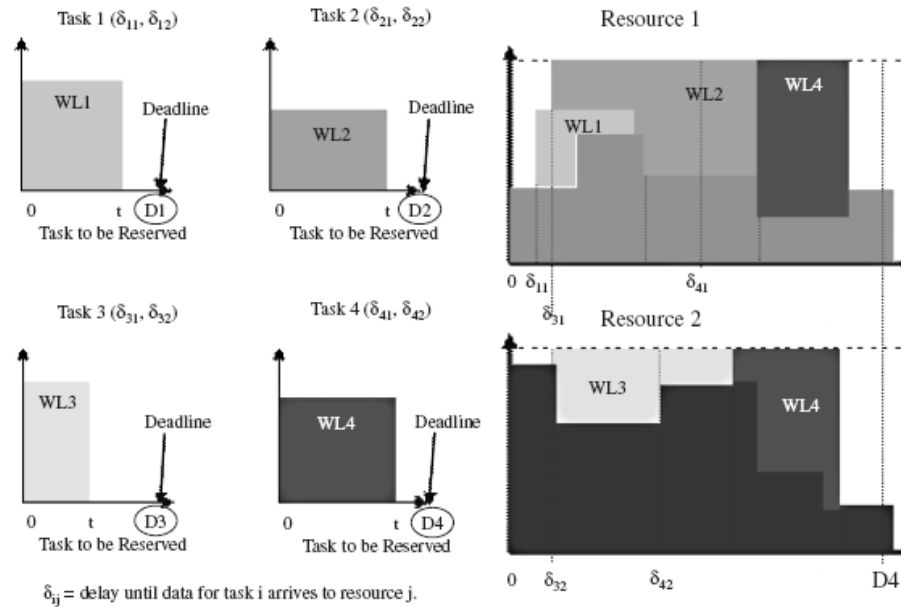 Task 1 (δ11, δ12)
WL1
Deadline
0 t D1
Task to be Reserved
Task 2 (δ21, δ22)
WL2
Deadline
0 t D2
Task to be Reserved
Resource 1
WL1
WL2
WL4
0 δ11 δ41
δ31
Task 3 (δ31, δ32)
WL3
Deadline
0 t D3
Task to be Reserved
Task 4 (δ41, δ42)
WL4
Deadline
0 t D4
Task to be Reserved
Resource 2
WL3
WL4
0 δ32 δ42 D4
δij = delay until data for task i arrives to resource j.